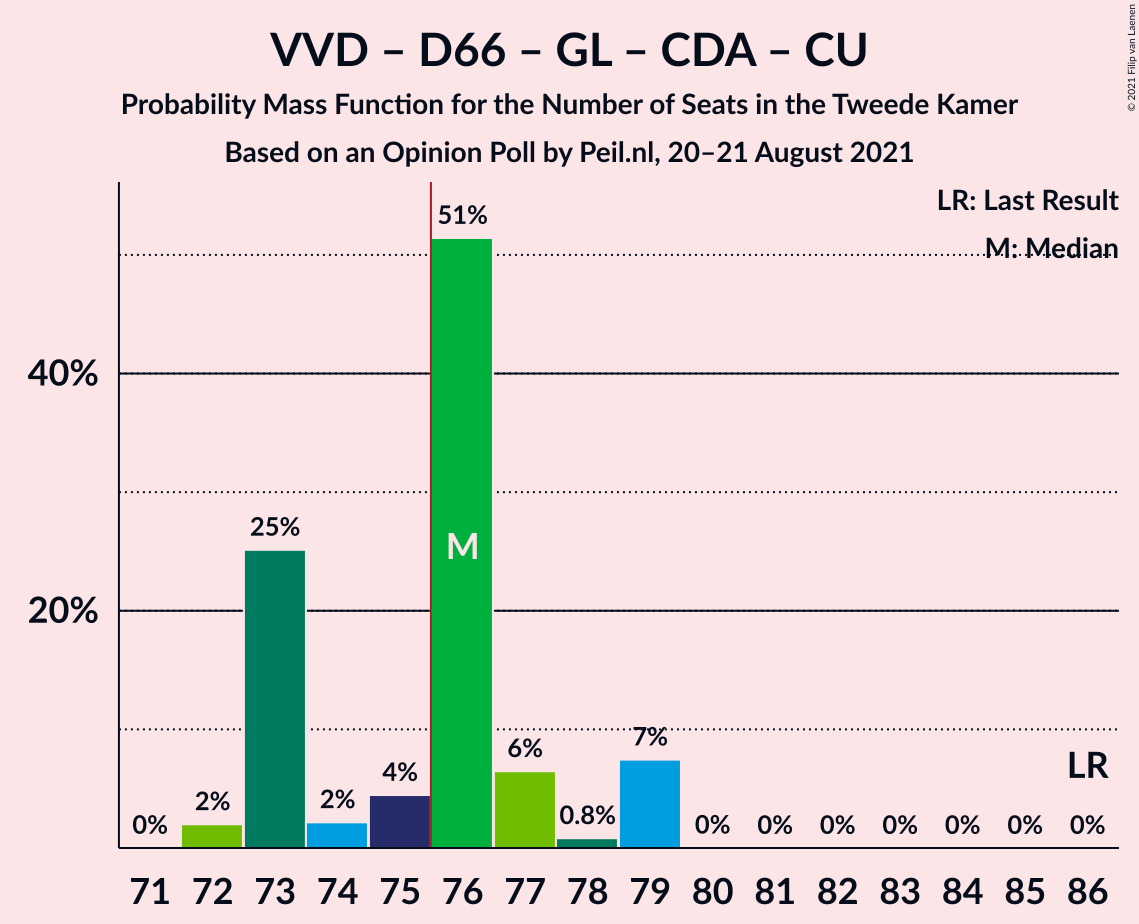 VVD – D66 – GL – CDA – CU
Probability Mass Function for the Number of Seats in the Tweede Kamer
Based on an Opinion Poll by Peil.nl, 20–21 August 2021
© 2021 Filip van Laenen
LR: Last Result
M: Median
51%
40%
25%
M
20%
7%
6%
LR
4%
2%
2%
0.8%
0%
0%
0%
0%
0%
0%
0%
0%
71 72 73 74 75 76 77 78 79 80 81 82 83 84 85 86